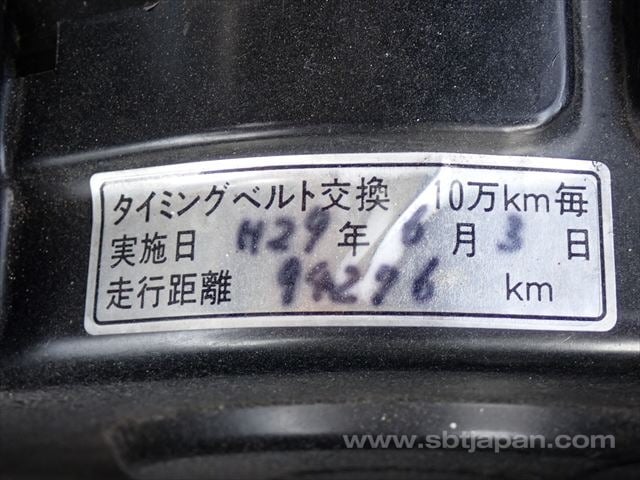 タイミングベルト交換 10万km毎
実施日 H29 年 6 月 3 日
走行距離 99296 km
www.sbtjapan.com